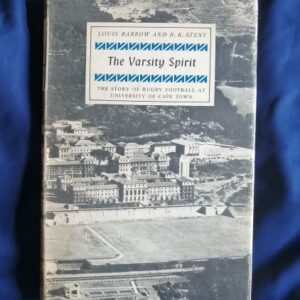 LOUIS BABROW AND R. K. STENT
The Varsity Spirit
THE STORY OF RUGBY FOOTBALL AT
UNIVERSITY OF CAPE TOWN